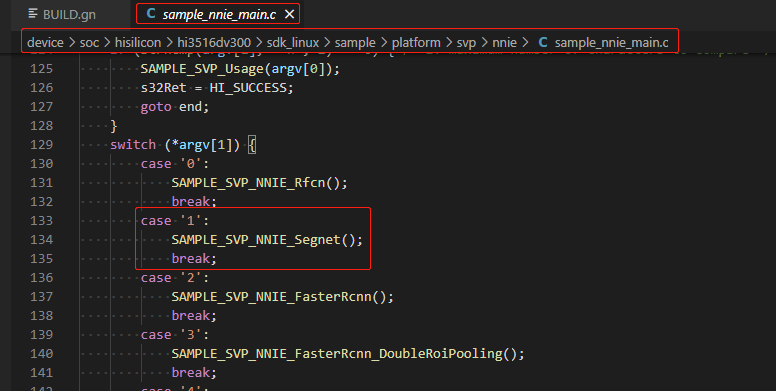 BUILD.gn
C sample_nnie_main.c ×
device > soc > hisilicon > hi3516dv300 > sdk_linux > sample > platform > svp > nnie > C sample_nnie_main.c
125 SAMPLE_SVP_Usage(argv[0]);
126 s32Ret = HI_SUCCESS;
127 goto end;
128 }
129 switch (*argv[1]) {
130 case '0':
131 SAMPLE_SVP_NNIE_Rfcn();
132 break;
133 case '1':
134 SAMPLE_SVP_NNIE_Segnet();
135 break;
136 case '2':
137 SAMPLE_SVP_NNIE_FasterRcnn();
138 break;
139 case '3':
140 SAMPLE_SVP_NNIE_FasterRcnn_DoubleRoiPooling();
141 break;